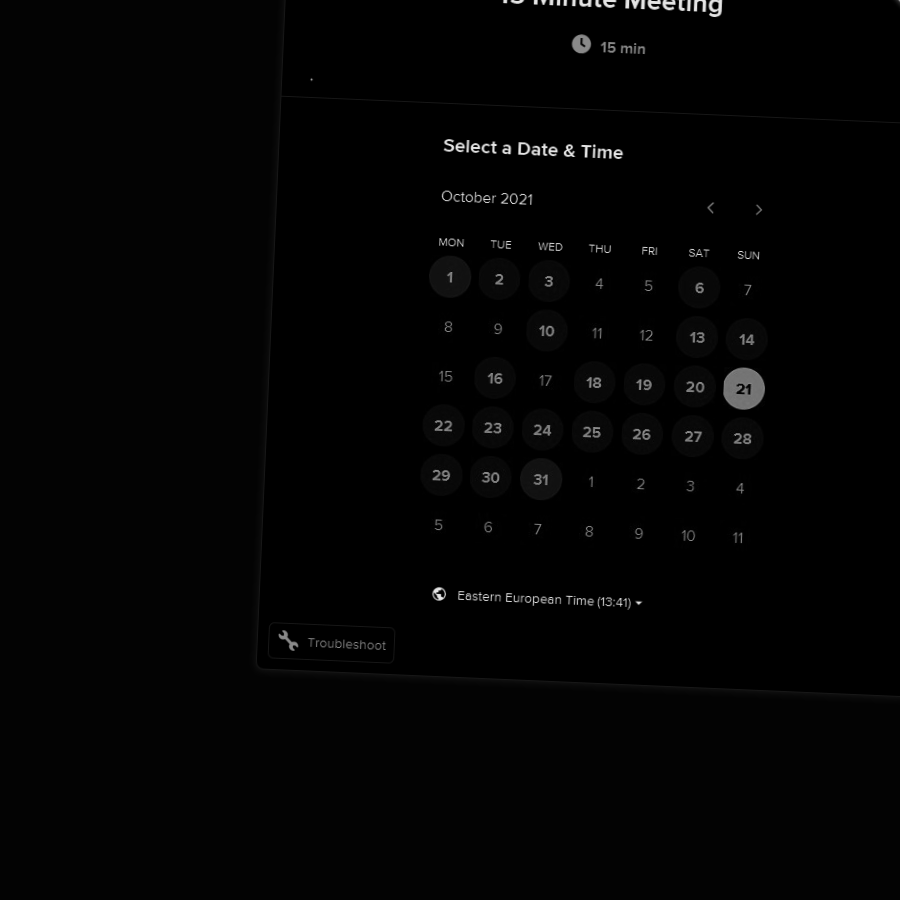 15 Minute Meeting
15 min
Select a Date & Time
October 2021
MON TUE WED THU FRI SAT SUN
1 2 3 4 5 6 7
8 9 10 11 12 13 14
15 16 17 18 19 20 21
22 23 24 25 26 27 28
29 30 31 1 2 3 4
5 6 7 8 9 10 11
Eastern European Time (13:41)
Troubleshoot